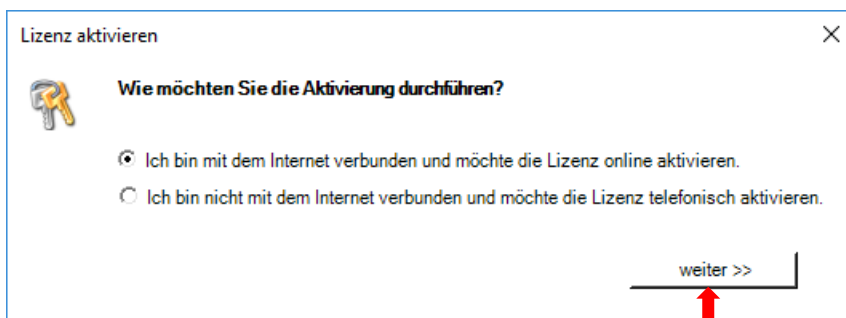 Lizenz aktivieren
Wie möchten Sie die Aktivierung durchführen?
Ich bin mit dem Internet verbunden und möchte die Lizenz online aktivieren.
Ich bin nicht mit dem Internet verbunden und möchte die Lizenz telefonisch aktivieren.
weiter >>